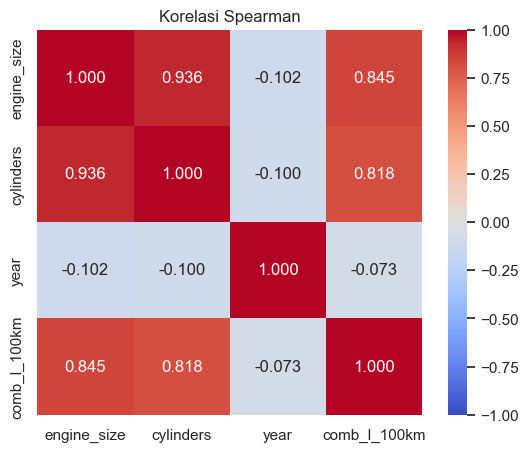 Korelasi Spearman
engine_size
1.000 0.936 -0.102 0.845
cylinders
0.936 1.000 -0.100 0.818
year
-0.102 -0.100 1.000 -0.073
comb_l_100km
0.845 0.818 -0.073 1.000
engine_size cylinders year comb_l_100km
1.00
0.75
0.50
0.25
0.00
−0.25
−0.50
−0.75
−1.00